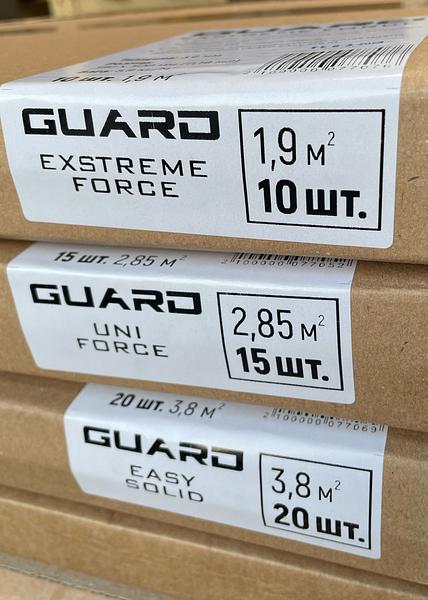 10 шт. 1,9 м
GUARD
EXSTREME
FORCE
1,9 м²
10 шт.
15 шт. 2,85 м²
2100000077052
GUARD
UNI
FORCE
2,85 м²
15 шт.
20 шт. 3,8 м²
2100000077069
GUARD
EASY
SOLID
3,8 м²
20 шт.